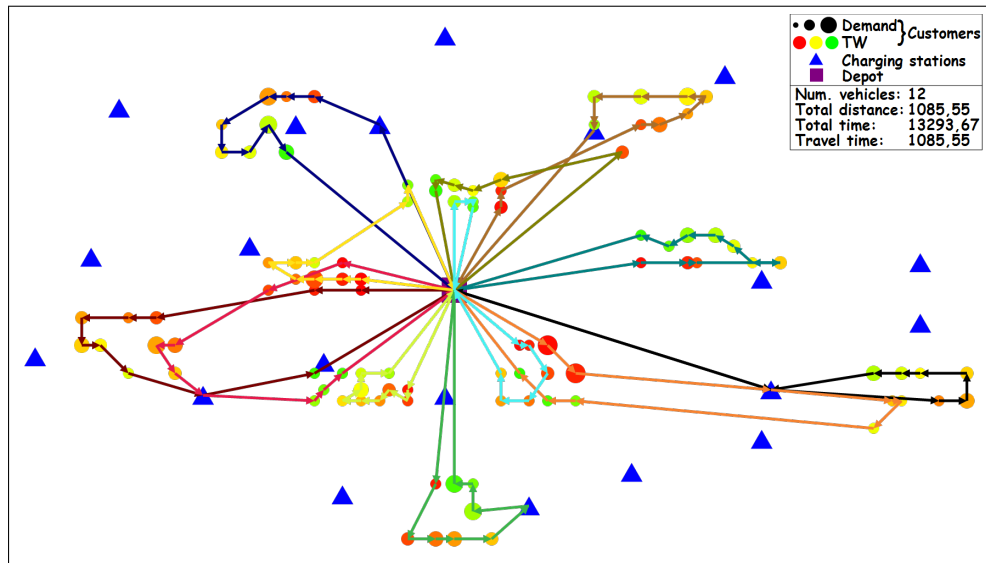 Demand
TW
Customers
Charging stations
Depot
Num. vehicles: 12
Total distance: 1085,55
Total time: 13293,67
Travel time: 1085,55